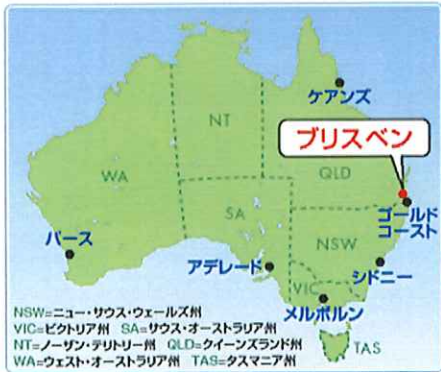 ケアンズ
NT
ブリスベン
WA
QLD
SA
ゴールド
コースト
パース
NSW
アデレード
シドニー
VIC
メルボルン
NSW=ニュー・サウス・ウェールズ州
VIC=ビクトリア州 SA=サウス・オーストラリア州
NT=ノーザン・テリトリー州 QLD=クイーンズランド州
WA=ウェスト・オーストラリア州 TAS=タスマニア州
TAS